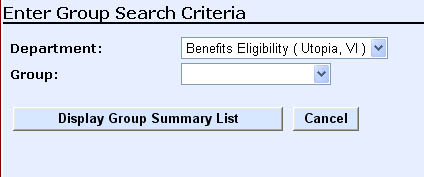 Enter Group Search Criteria
Department: Benefits Eligibility ( Utopia, VI )
Group:
Display Group Summary List Cancel